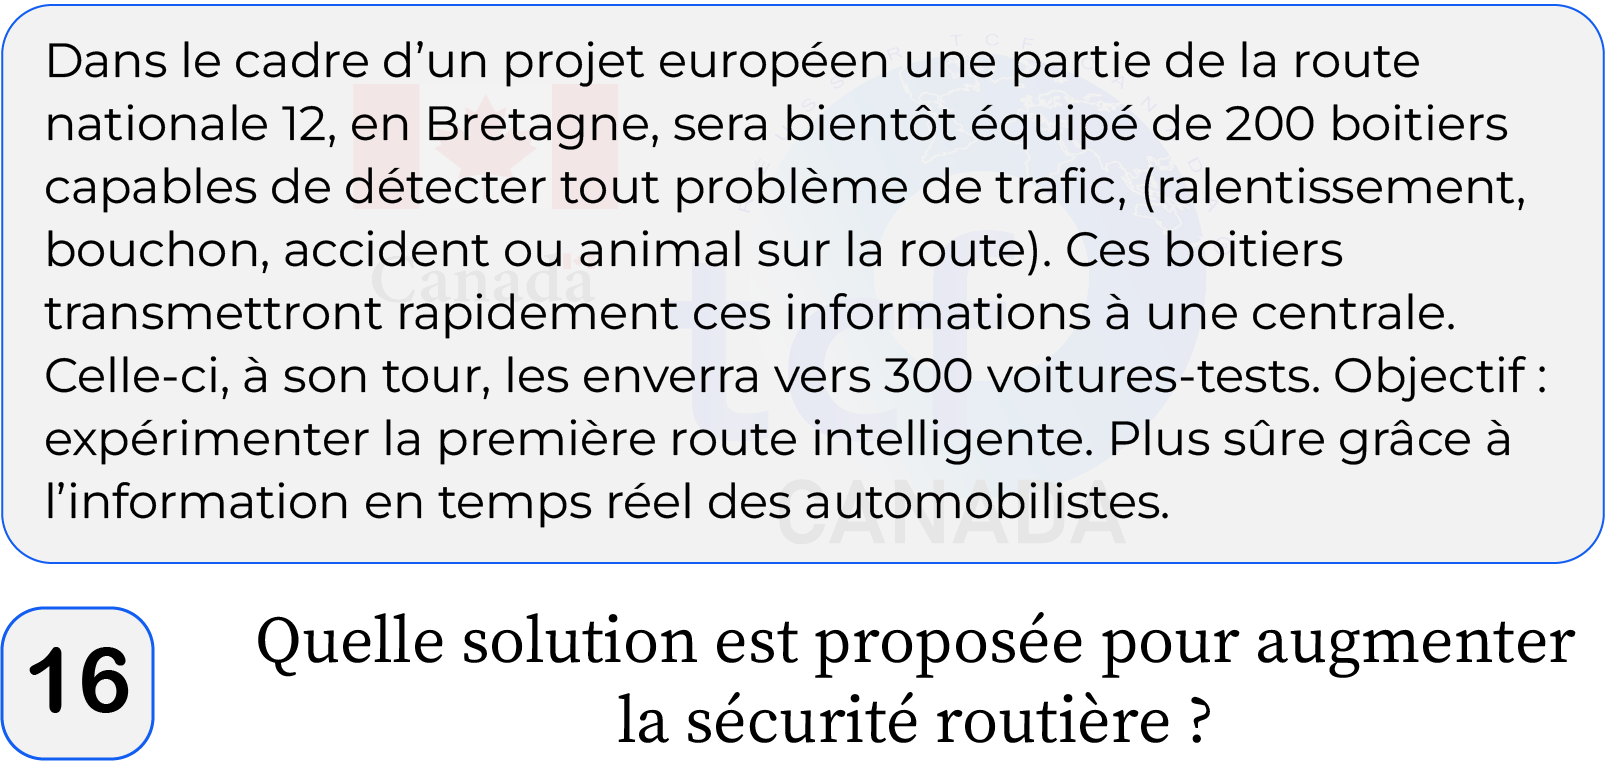 Dans le cadre d’un projet européen une partie de la route
nationale 12, en Bretagne, sera bientôt équipé de 200 boitiers
capables de détecter tout problème de trafic, (ralentissement,
bouchon, accident ou animal sur la route). Ces boitiers
transmettront rapidement ces informations à une centrale.
Celle-ci, à son tour, les enverra vers 300 voitures-tests. Objectif :
expérimenter la première route intelligente. Plus sûre grâce à
l’information en temps réel des automobilistes.
Canada
tcf
CANADA
16
Quelle solution est proposée pour augmenter
la sécurité routière ?